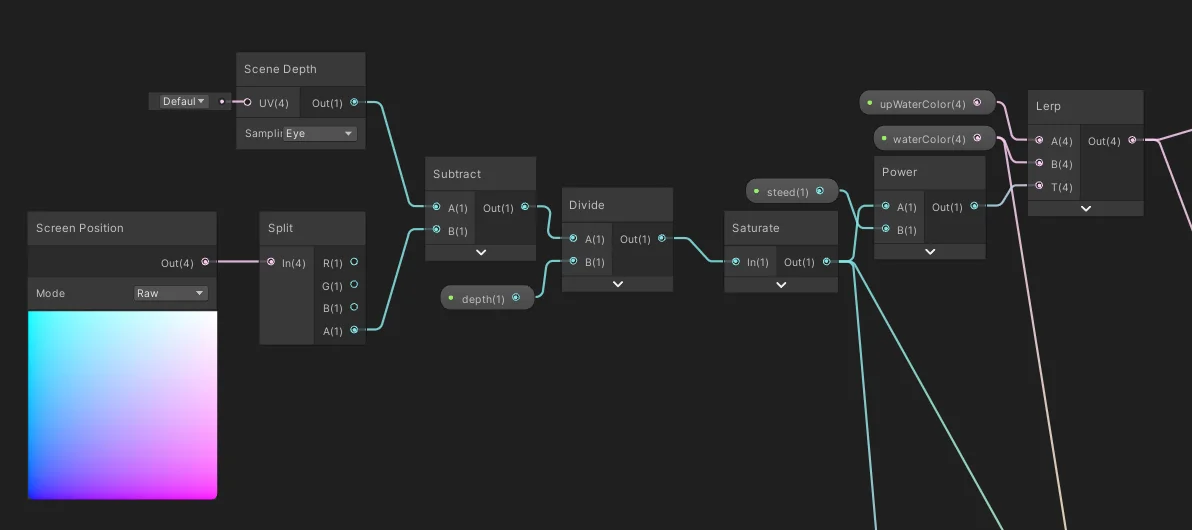 Scene Depth
Defaul
UV(4)
Out(1)
Samplin
Eye
Screen Position
Out(4)
Mode
Raw
Split
In(4)
R(1)
G(1)
B(1)
A(1)
Subtract
A(1)
Out(1)
B(1)
depth(1)
Divide
A(1)
Out(1)
B(1)
Saturate
In(1)
Out(1)
steed(1)
upWaterColor(4)
waterColor(4)
Power
A(1)
Out(1)
B(1)
Lerp
A(4)
Out(4)
B(4)
T(4)